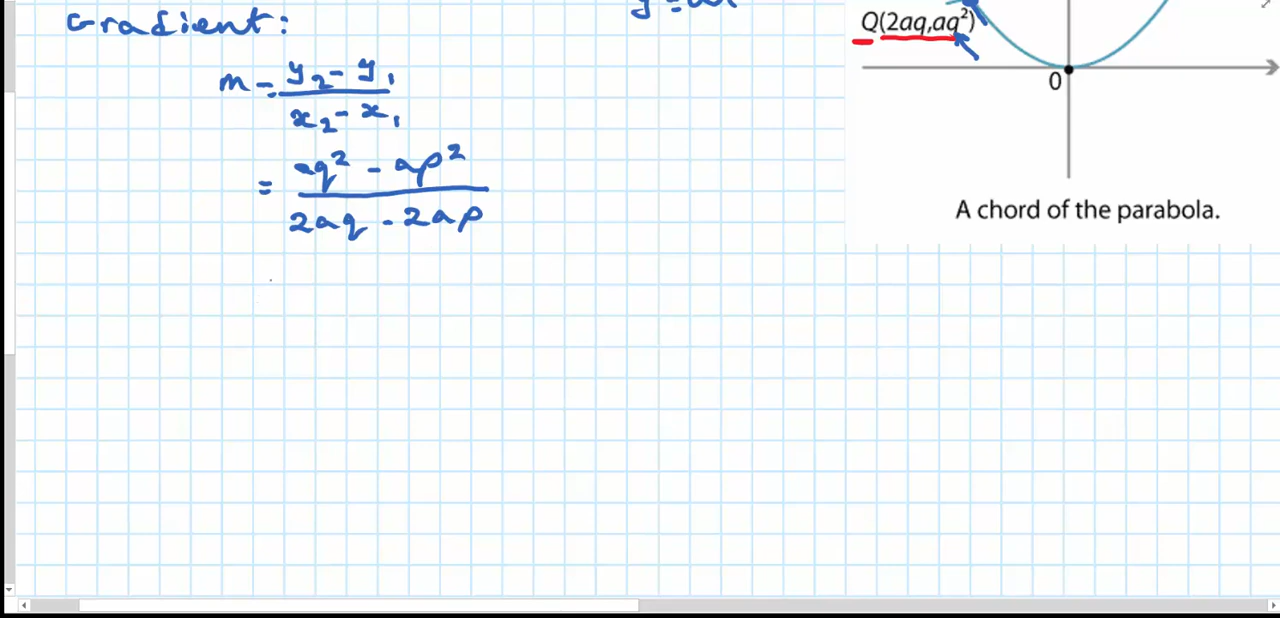 Gradient:
Q(2aq,aq²)
m = y₂ - y₁ / x₂ - x₁
0
= aq² - ap² / 2aq - 2ap
A chord of the parabola.